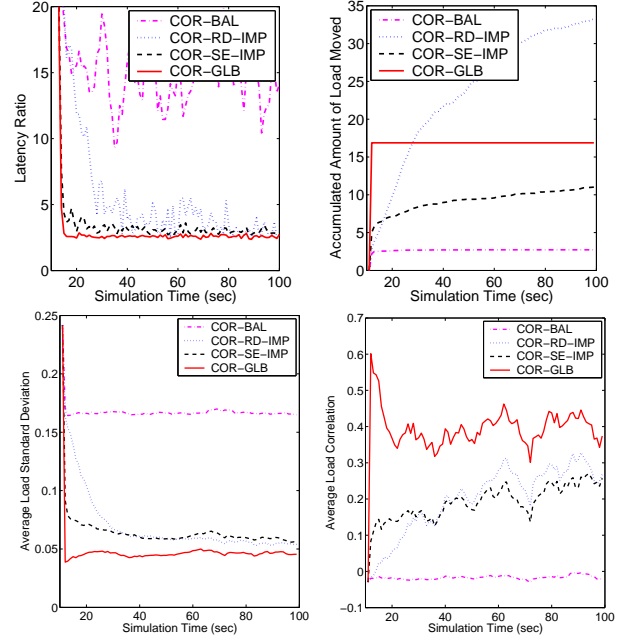 COR-BAL
COR-RD-IMP
COR-SE-IMP
COR-GLB
Latency Ratio
20
15
10
5
0
20 40 60 80 100
Simulation Time (sec)
COR-BAL
COR-RD-IMP
COR-SE-IMP
COR-GLB
Accumulated Amount of Load Moved
35
30
25
20
15
10
5
0
20 40 60 80 100
Simulation Time (sec)
COR-BAL
COR-RD-IMP
COR-SE-IMP
COR-GLB
Average Load Standard Deviation
0.25
0.2
0.15
0.1
0.05
0
20 40 60 80 100
Simulation Time (sec)
COR-BAL
COR-RD-IMP
COR-SE-IMP
COR-GLB
Average Load Correlation
0.7
0.6
0.5
0.4
0.3
0.2
0.1
0
-0.1
20 40 60 80 100
Simulation Time (sec)